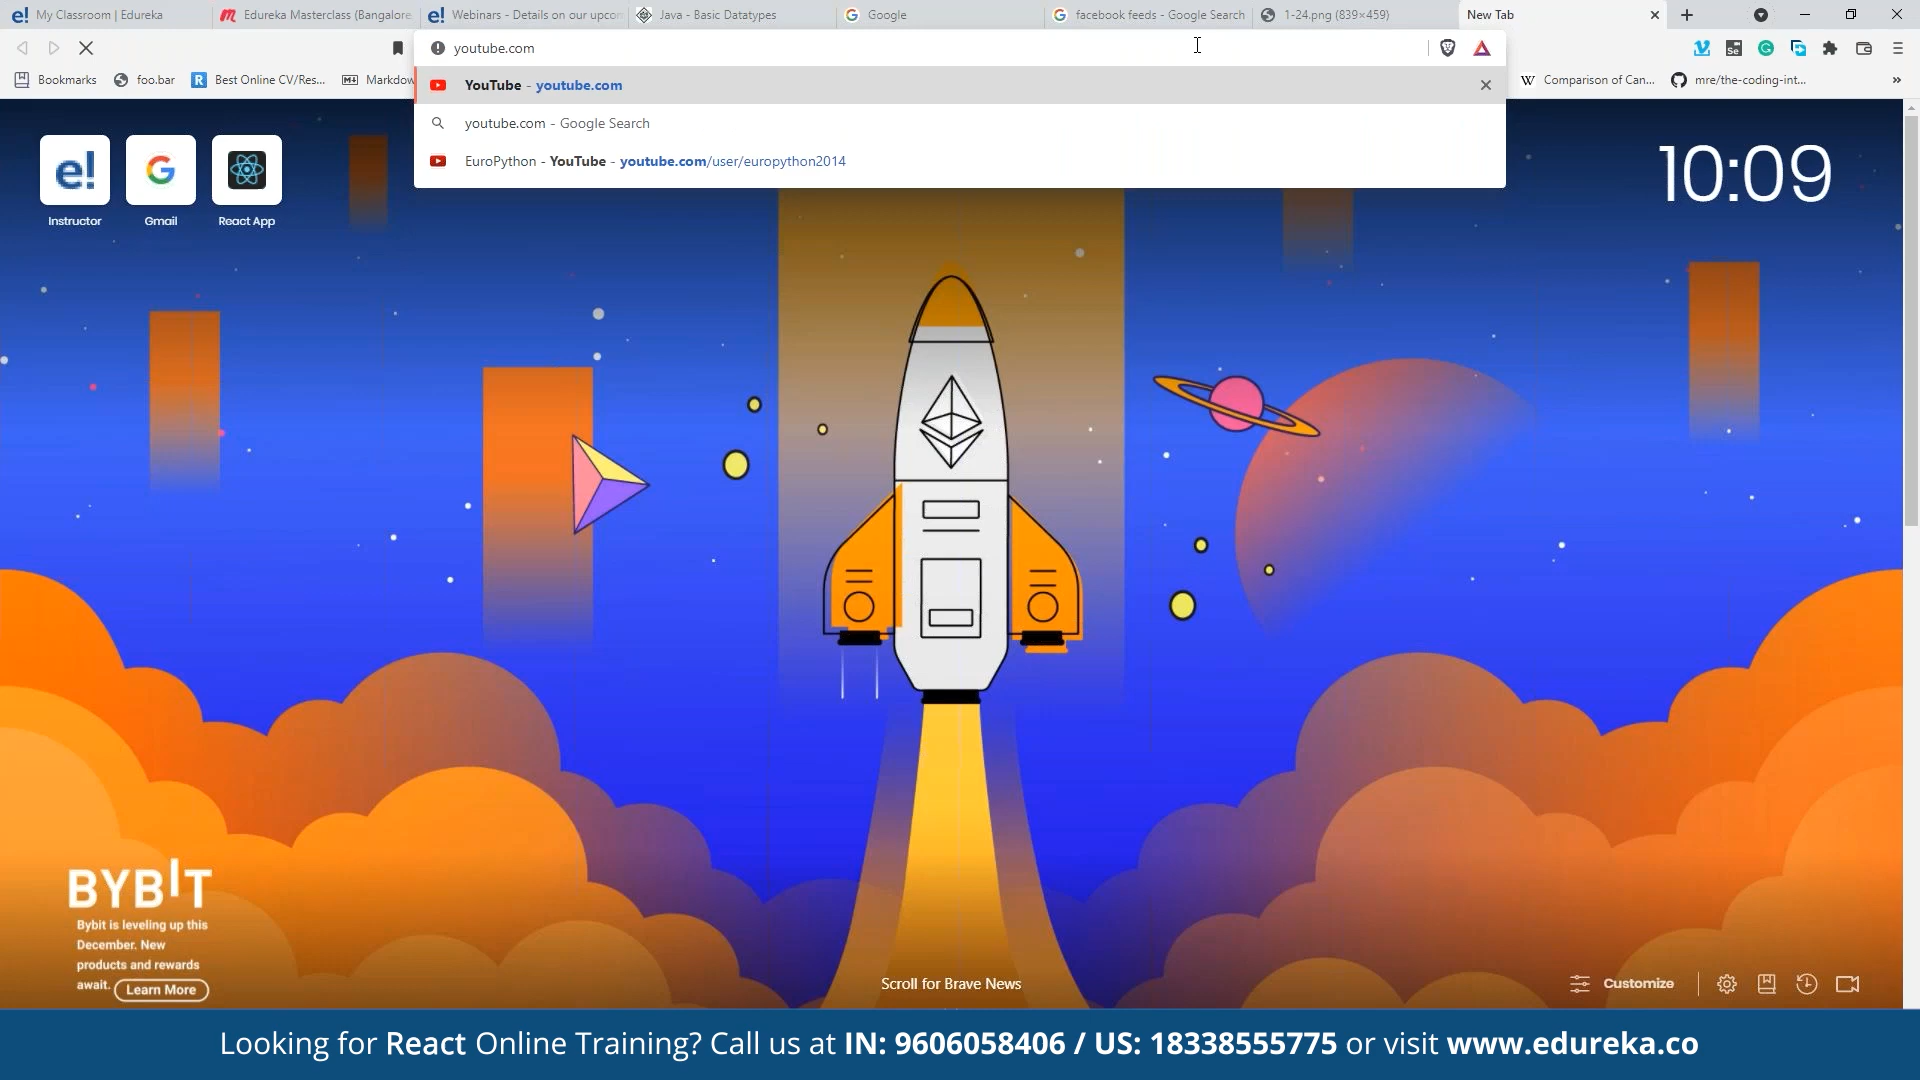 My Classroom | Edureka
Edureka Masterclass (Bangalore
Webinars - Details on our upcom
Java - Basic Datatypes
Google
facebook feeds - Google Search
1-24.png (839×459)
New Tab
youtube.com
Bookmarks
foo.bar
Best Online CV/Res...
Markdow
YouTube - youtube.com
Comparison of Can...
mre/the-coding-int...
youtube.com - Google Search
EuroPython - YouTube - youtube.com/user/europython2014
Instructor
Gmail
React App
10:09
BYBIT
Bybit is leveling up this
December. New
products and rewards
await. Learn More
Scroll for Brave News
Customize
Looking for React Online Training? Call us at IN: 9606058406 / US: 18338555775 or visit www.edureka.co